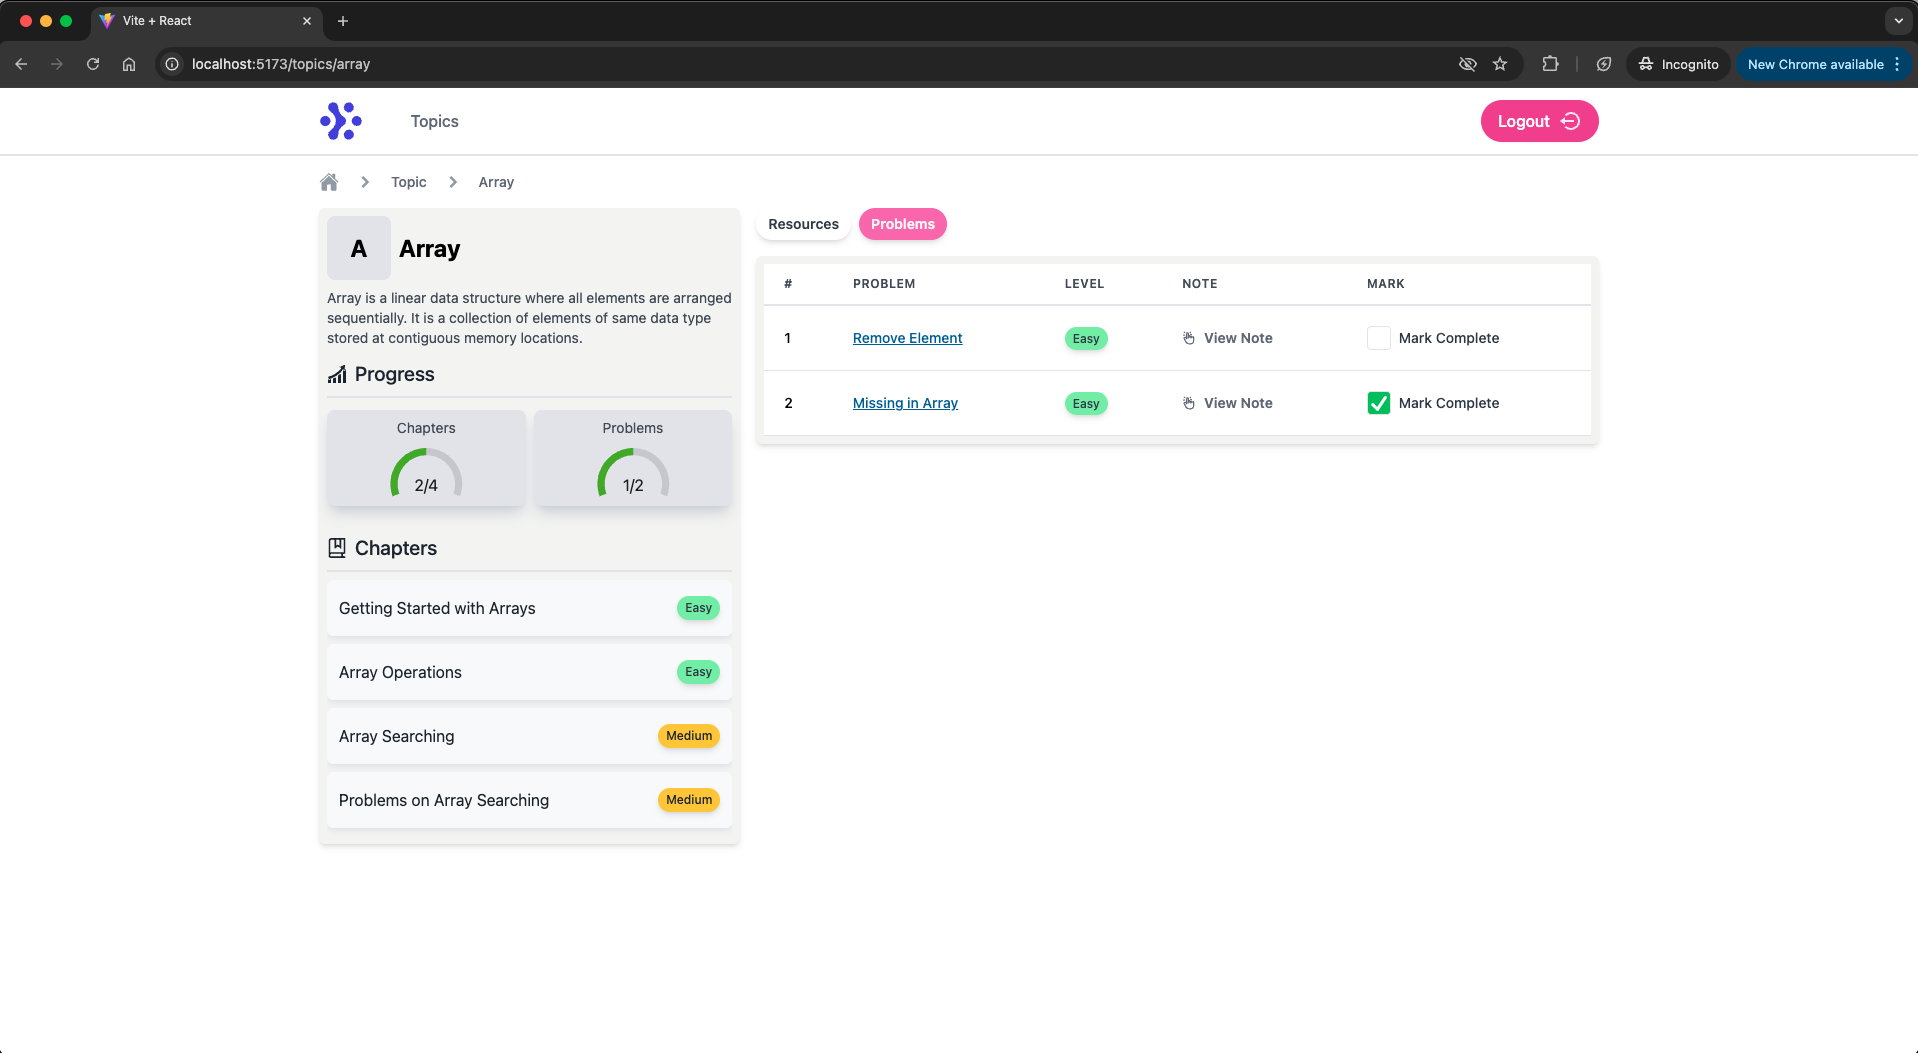 Vite + React
localhost:5173/topics/array
Incognito
New Chrome available
Topics
Logout
Topic
Array
A
Array
Array is a linear data structure where all elements are arranged
sequentially. It is a collection of elements of same data type
stored at contiguous memory locations.
Progress
Chapters
2/4
Problems
1/2
Chapters
Getting Started with Arrays
Easy
Array Operations
Easy
Array Searching
Medium
Problems on Array Searching
Medium
Resources
Problems
# PROBLEM LEVEL NOTE MARK
1 Remove Element Easy View Note Mark Complete
2 Missing in Array Easy View Note Mark Complete